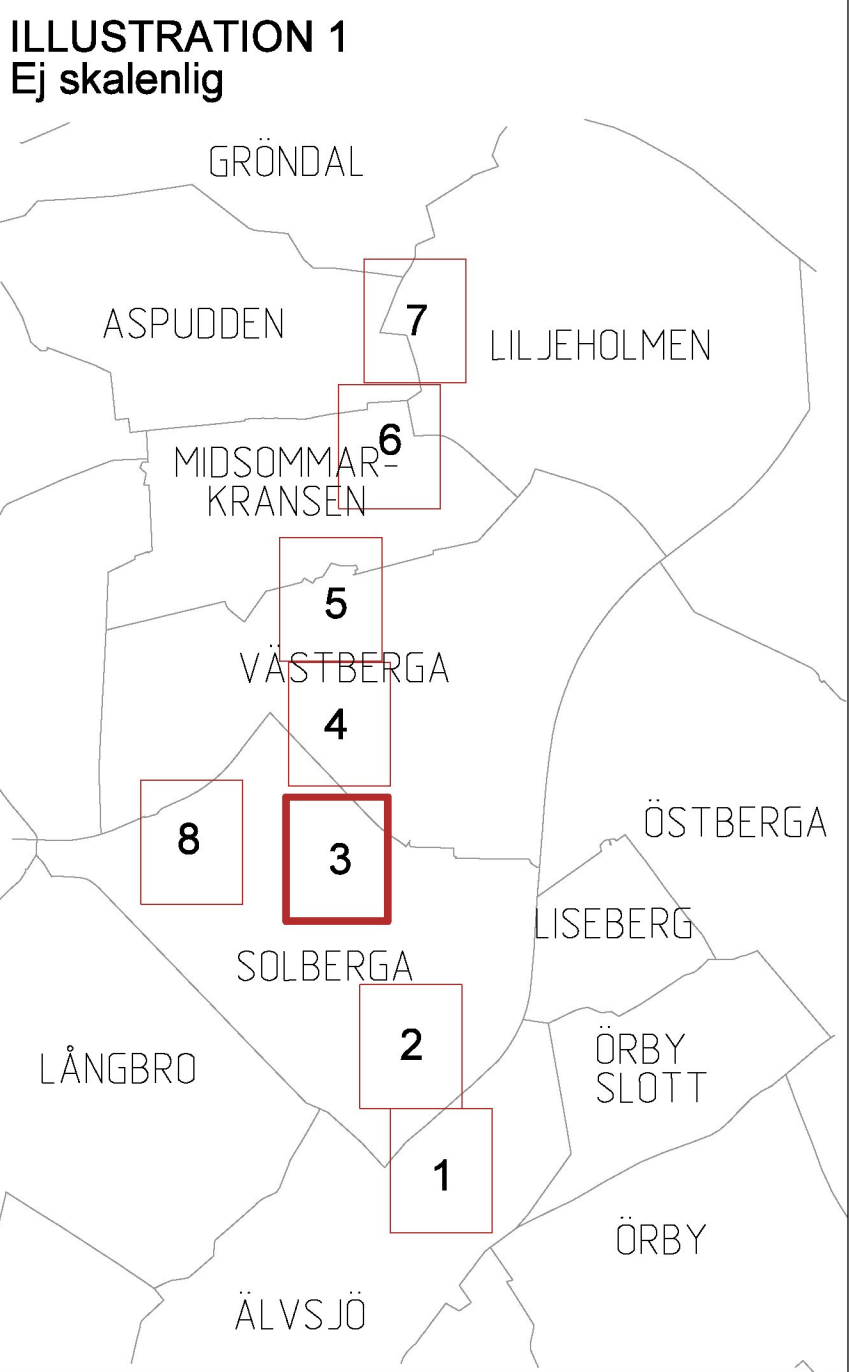 ILLUSTRATION 1
Ej skalenlig
GRÖNDAL
7
ASPUDDEN
LILJEHOLMEN
6
MIDSOMMAR-
KRANSEN
5
VÄSTBERGA
4
ÖSTBERGA
8
3
LISEBERG
SOLBERGA
2
ÖRBY
SLOTT
LÅNGBRO
1
ÖRBY
ÄLVSJÖ